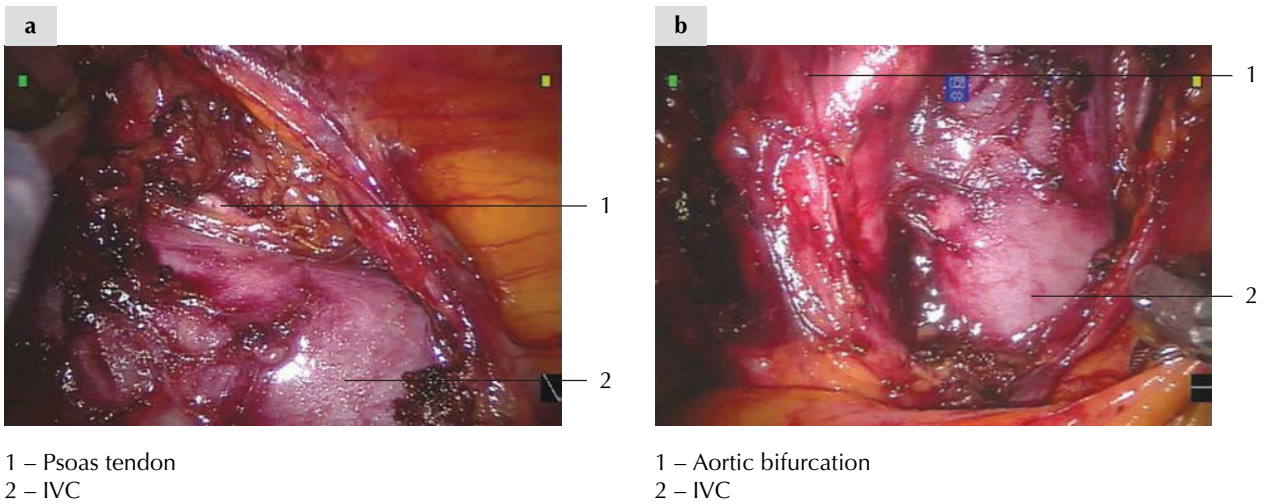 a
b
1
2
1
2
1 – Psoas tendon
2 – IVC
1 – Aortic bifurcation
2 – IVC